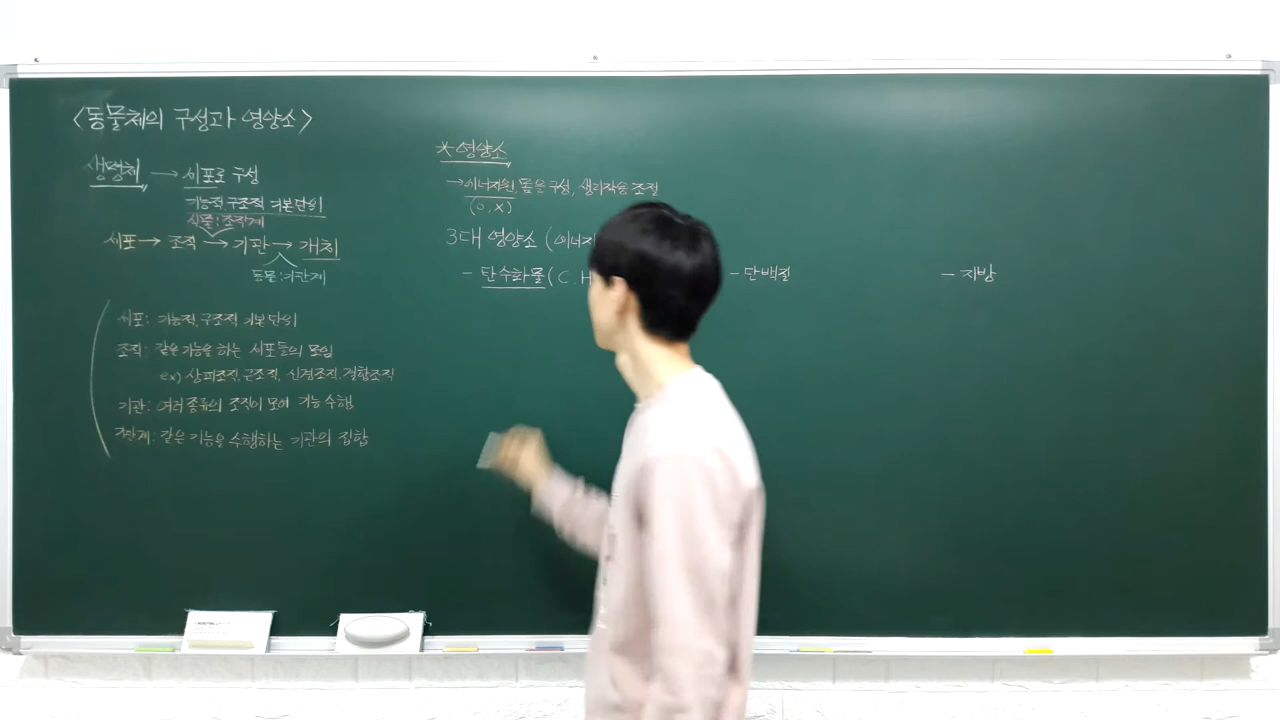 <동물체의 구성과 영양소>
생명체 → 세포로 구성
기능적, 구조적 기본단위
식물: 조직계
세포 → 조직 → 기관 → 개체
동물: 기관계
세포: 기능적, 구조적 기본단위
조직: 같은 기능을 하는 세포들의 모임
ex) 상피조직, 근조직, 신경조직, 결합조직
기관: 여러 종류의 조직이 모여 기능 수행
기관계: 같은 기능을 수행하는 기관의 집합
* 영양소
→ 에너지원, 몸을 구성, 생리작용 조절
(O, X)
3대 영양소 (에너지
- 탄수화물 (C, H
- 단백질
- 지방